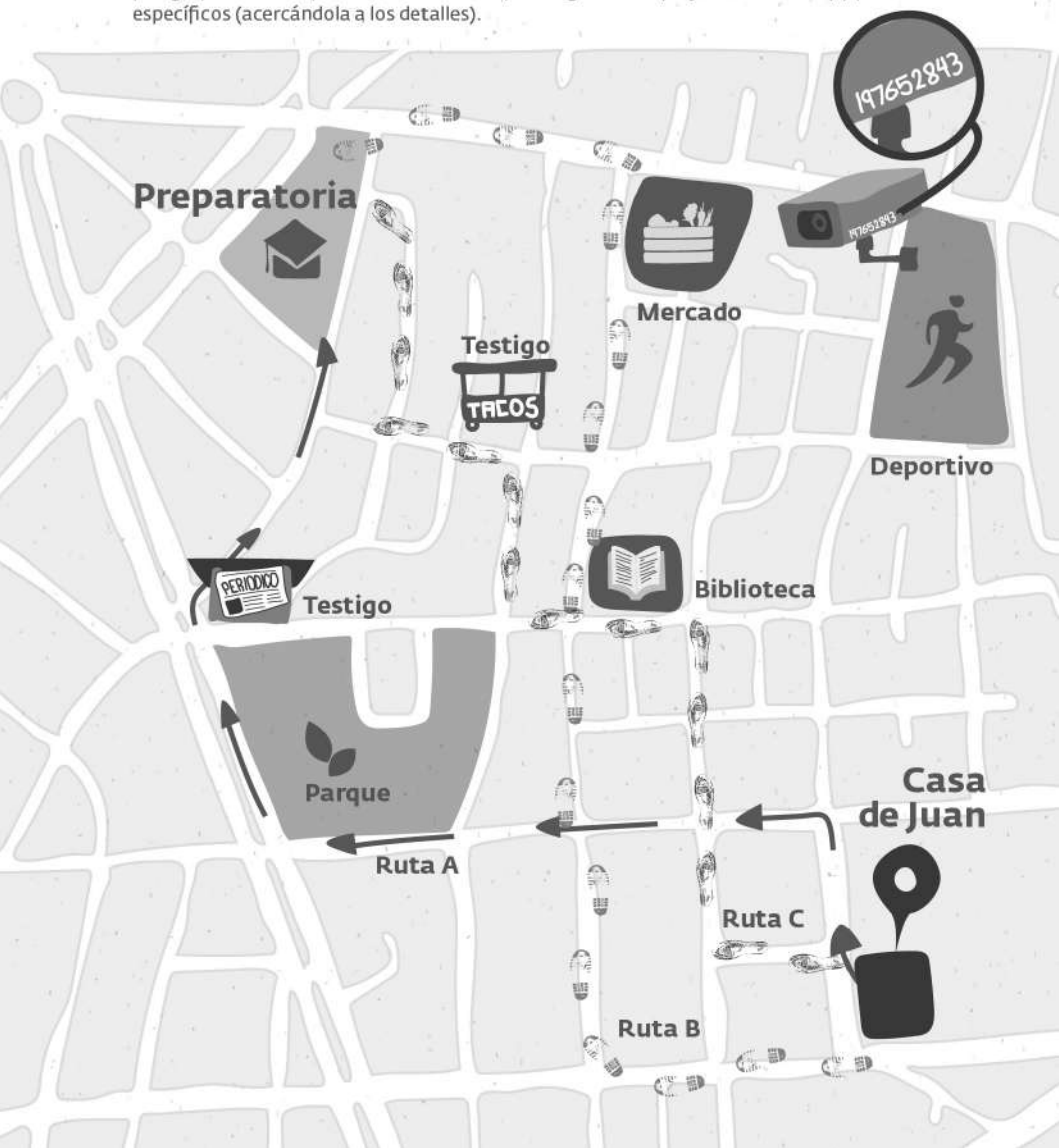 específicos (acercándola a los detalles).
197652843
Preparatoria
197652843
Mercado
Testigo
TACOS
Deportivo
PERIODICO
Testigo
Biblioteca
Parque
Casa
de Juan
Ruta A
Ruta C
Ruta B